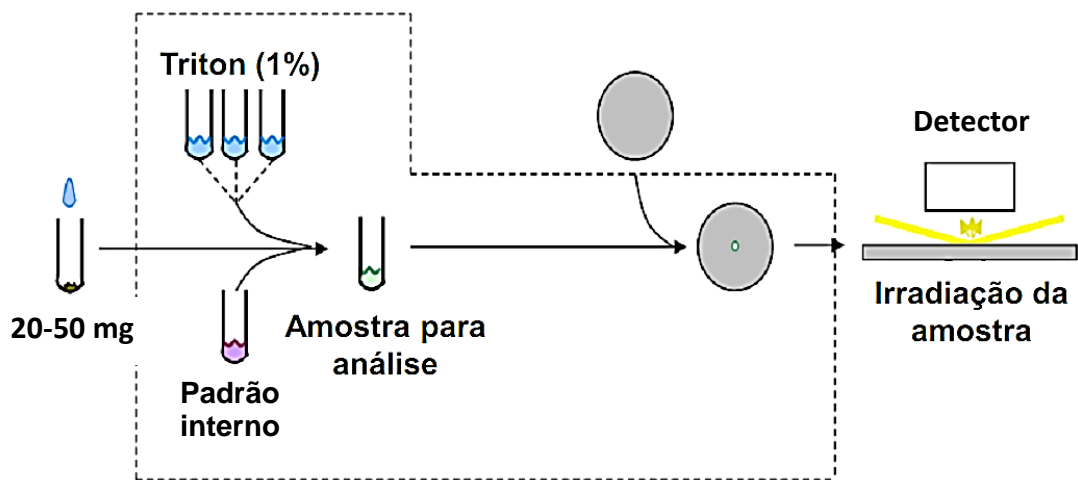 Triton (1%)
Detector
20-50 mg
Padrão
interno
Amostra para
análise
Irradiação da
amostra